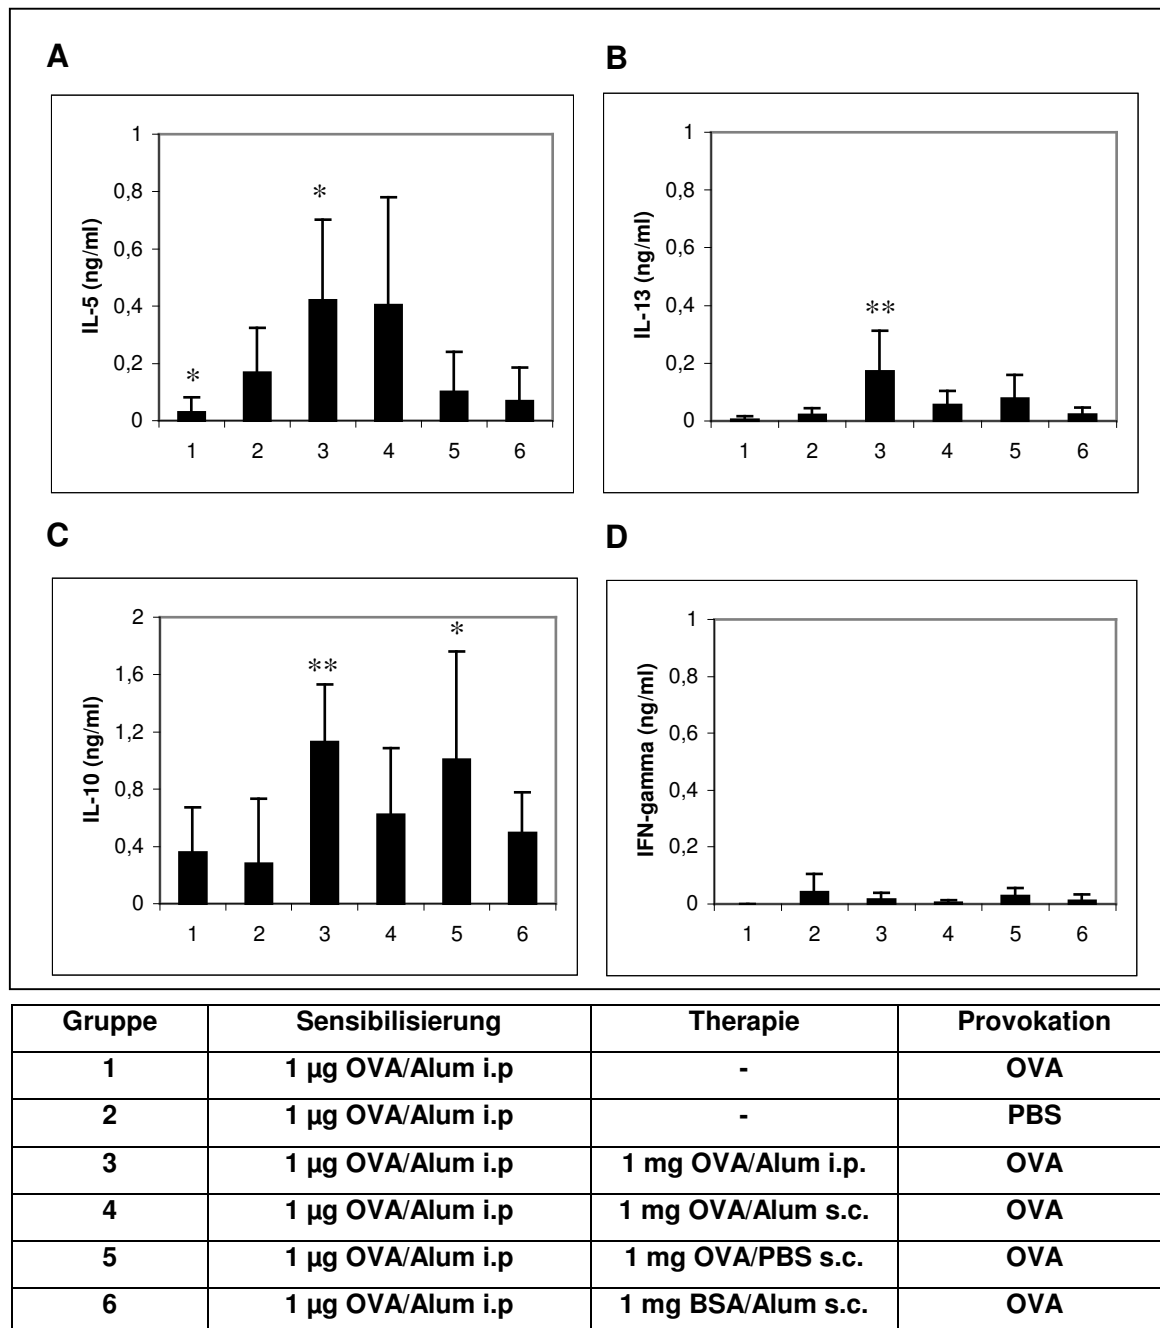 A
B
IL-5 (ng/ml)
1
0,8
0,6
0,4
0,2
0
*
*
1 2 3 4 5 6
IL-13 (ng/ml)
1
0,8
0,6
0,4
0,2
0
**
1 2 3 4 5 6
C
D
IL-10 (ng/ml)
2
1,6
1,2
0,8
0,4
0
**
*
1 2 3 4 5 6
IFN-gamma (ng/ml)
1
0,8
0,6
0,4
0,2
0
1 2 3 4 5 6
Gruppe Sensibilisierung Therapie Provokation
1 1 µg OVA/Alum i.p - OVA
2 1 µg OVA/Alum i.p - PBS
3 1 µg OVA/Alum i.p 1 mg OVA/Alum i.p. OVA
4 1 µg OVA/Alum i.p 1 mg OVA/Alum s.c. OVA
5 1 µg OVA/Alum i.p 1 mg OVA/PBS s.c. OVA
6 1 µg OVA/Alum i.p 1 mg BSA/Alum s.c. OVA